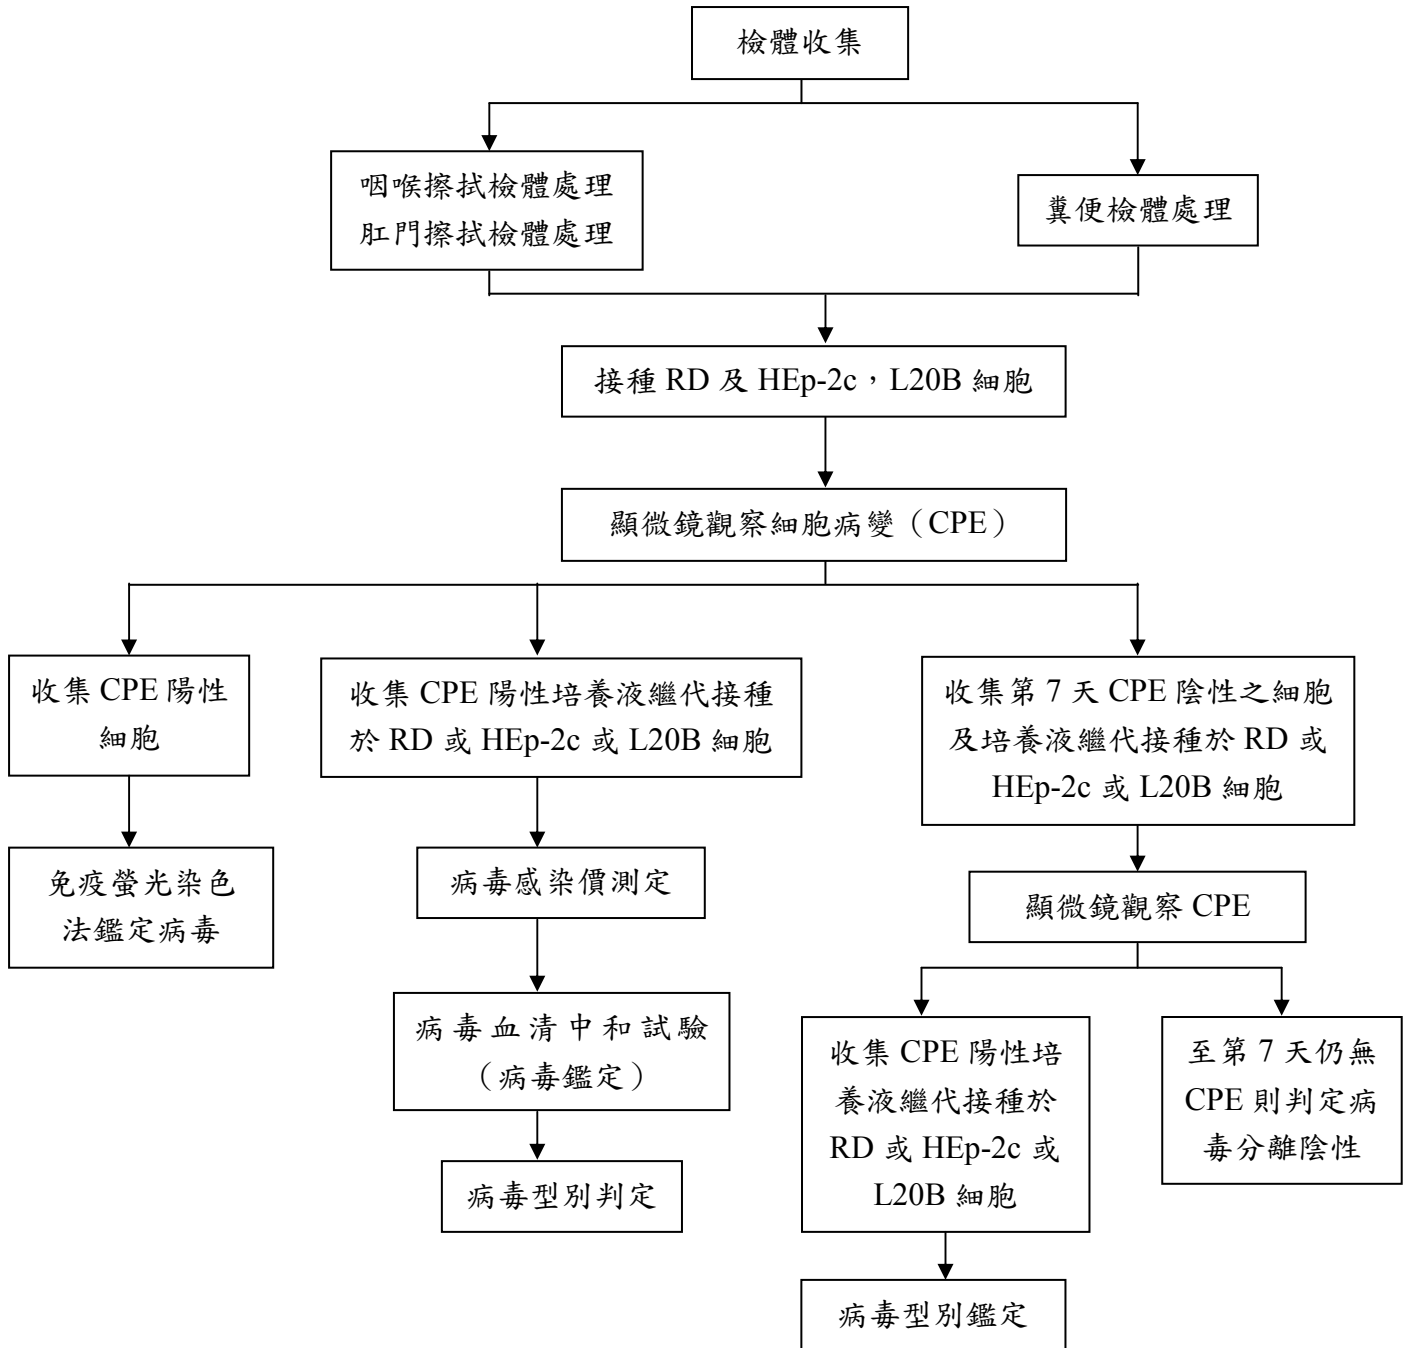 檢體收集
咽喉擦拭檢體處理
肛門擦拭檢體處理
糞便檢體處理
接種 RD 及 HEp-2c，L20B 細胞
顯微鏡觀察細胞病變（CPE）
收集 CPE 陽性
細胞
收集 CPE 陽性培養液繼代接種
於 RD 或 HEp-2c 或 L20B 細胞
收集第 7 天 CPE 陰性之細胞
及培養液繼代接種於 RD 或
HEp-2c 或 L20B 細胞
免疫螢光染色
法鑑定病毒
病毒感染價測定
顯微鏡觀察 CPE
病毒血清中和試驗
（病毒鑑定）
收集 CPE 陽性培
養液繼代接種於
RD 或 HEp-2c 或
L20B 細胞
至第 7 天仍無
CPE 則判定病
毒分離陰性
病毒型別判定
病毒型別鑑定